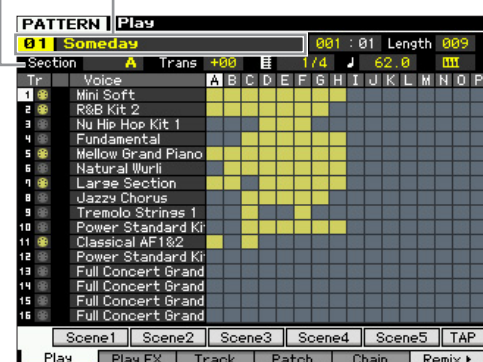 PATTERN Play
01 Someday 001 : 01 Length 009
Section A Trans +00 1/4 62.0
Tr Voice A B C D E F G H I J K L M N O P
1 Mini Soft
2 R&B Kit 2
3 Nu Hip Hop Kit 1
4 Fundamental
5 Mellow Grand Piano
6 Natural Wurli
7 Large Section
8 Jazzy Chorus
9 Tremolo Strings 1
10 Power Standard Ki
11 Classical AF1&2
12 Power Standard Ki
13 Full Concert Grand
14 Full Concert Grand
15 Full Concert Grand
16 Full Concert Grand
Scene1 Scene2 Scene3 Scene4 Scene5 TAP
Play Play FX Track Patch Chain Remix